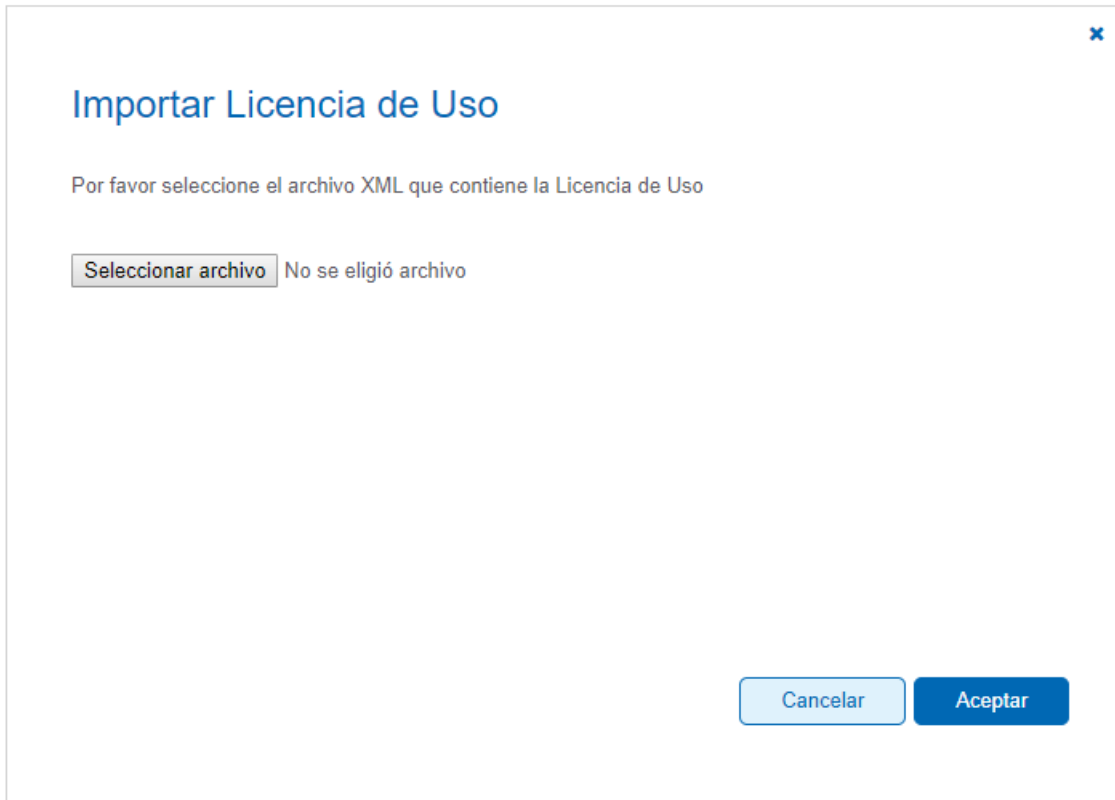 Importar Licencia de Uso
Por favor seleccione el archivo XML que contiene la Licencia de Uso
Seleccionar archivo No se eligió archivo
Cancelar Aceptar